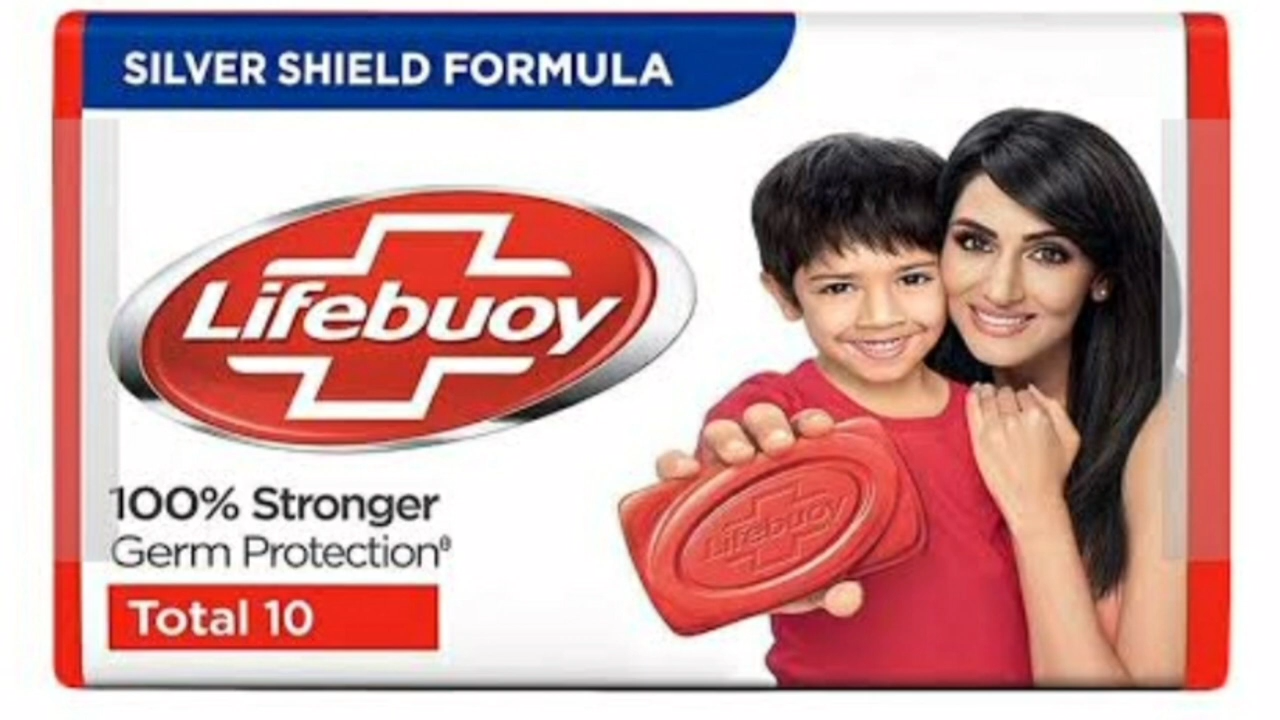 SILVER SHIELD FORMULA
Lifebuoy
100% Stronger
Germ Protection®
Total 10
Lifebuoy